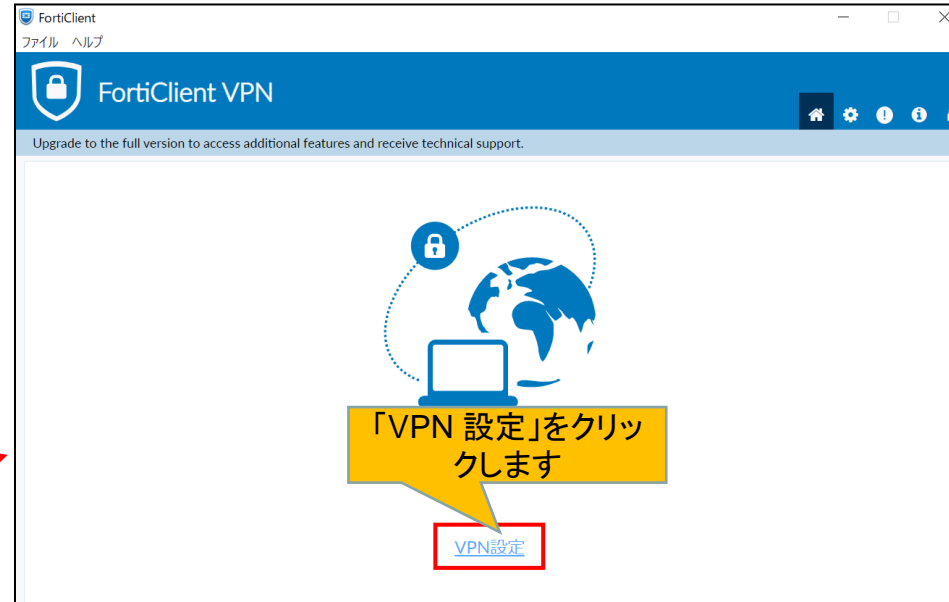 FortiClient
ファイル ヘルプ
FortiClient VPN
Upgrade to the full version to access additional features and receive technical support.
「VPN 設定」をクリッ
クします
VPN設定